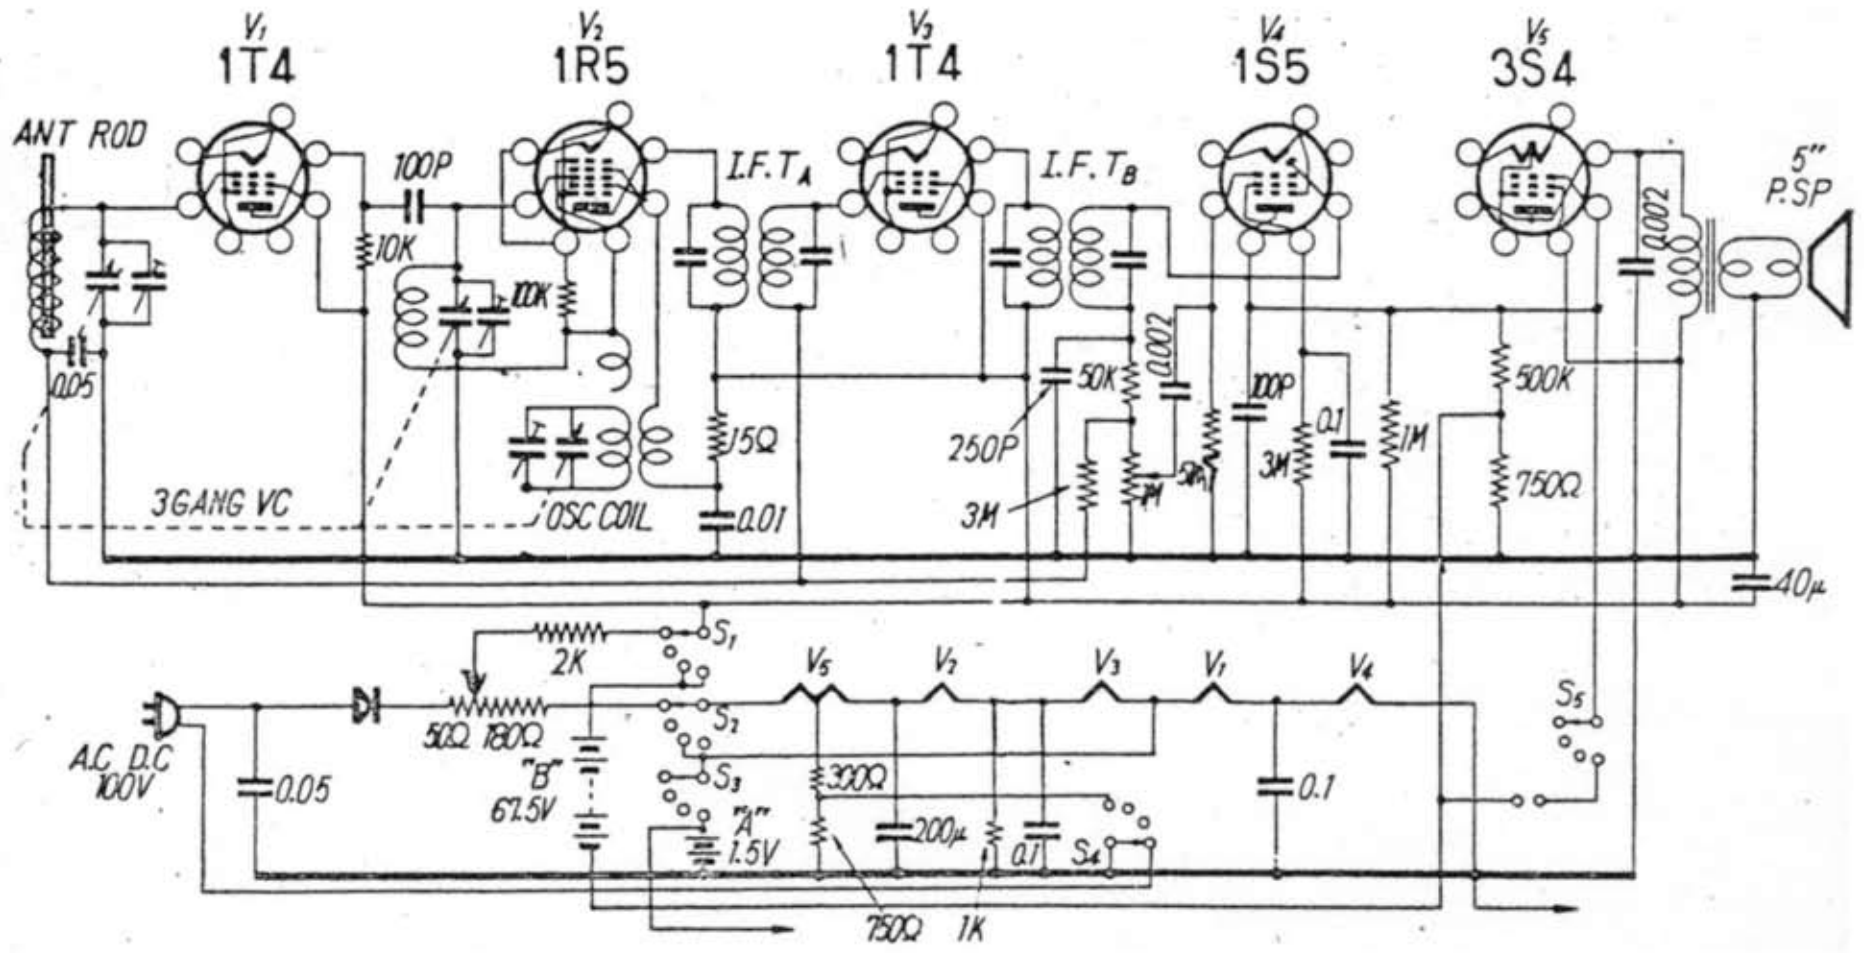 V1
1T4
V2
1R5
V3
1T4
V4
1S5
V5
3S4
ANT ROD
100P
I.F.TA
I.F.TB
5"
P.SP
0.002
10K
100K
0.05
0.002
50K
100P
500K
250P
15Ω
3M
0.1
1M
3M
1M
750Ω
3GANG VC
OSC COIL
0.01
40μ
S1
2K
V5
V2
V3
V1
V4
S5
S2
50Ω 180Ω
A.C D.C
100V
0.05
"B"
67.5V
S3
"A"
1.5V
300Ω
200μ
0.1
S4
0.1
750Ω
1K